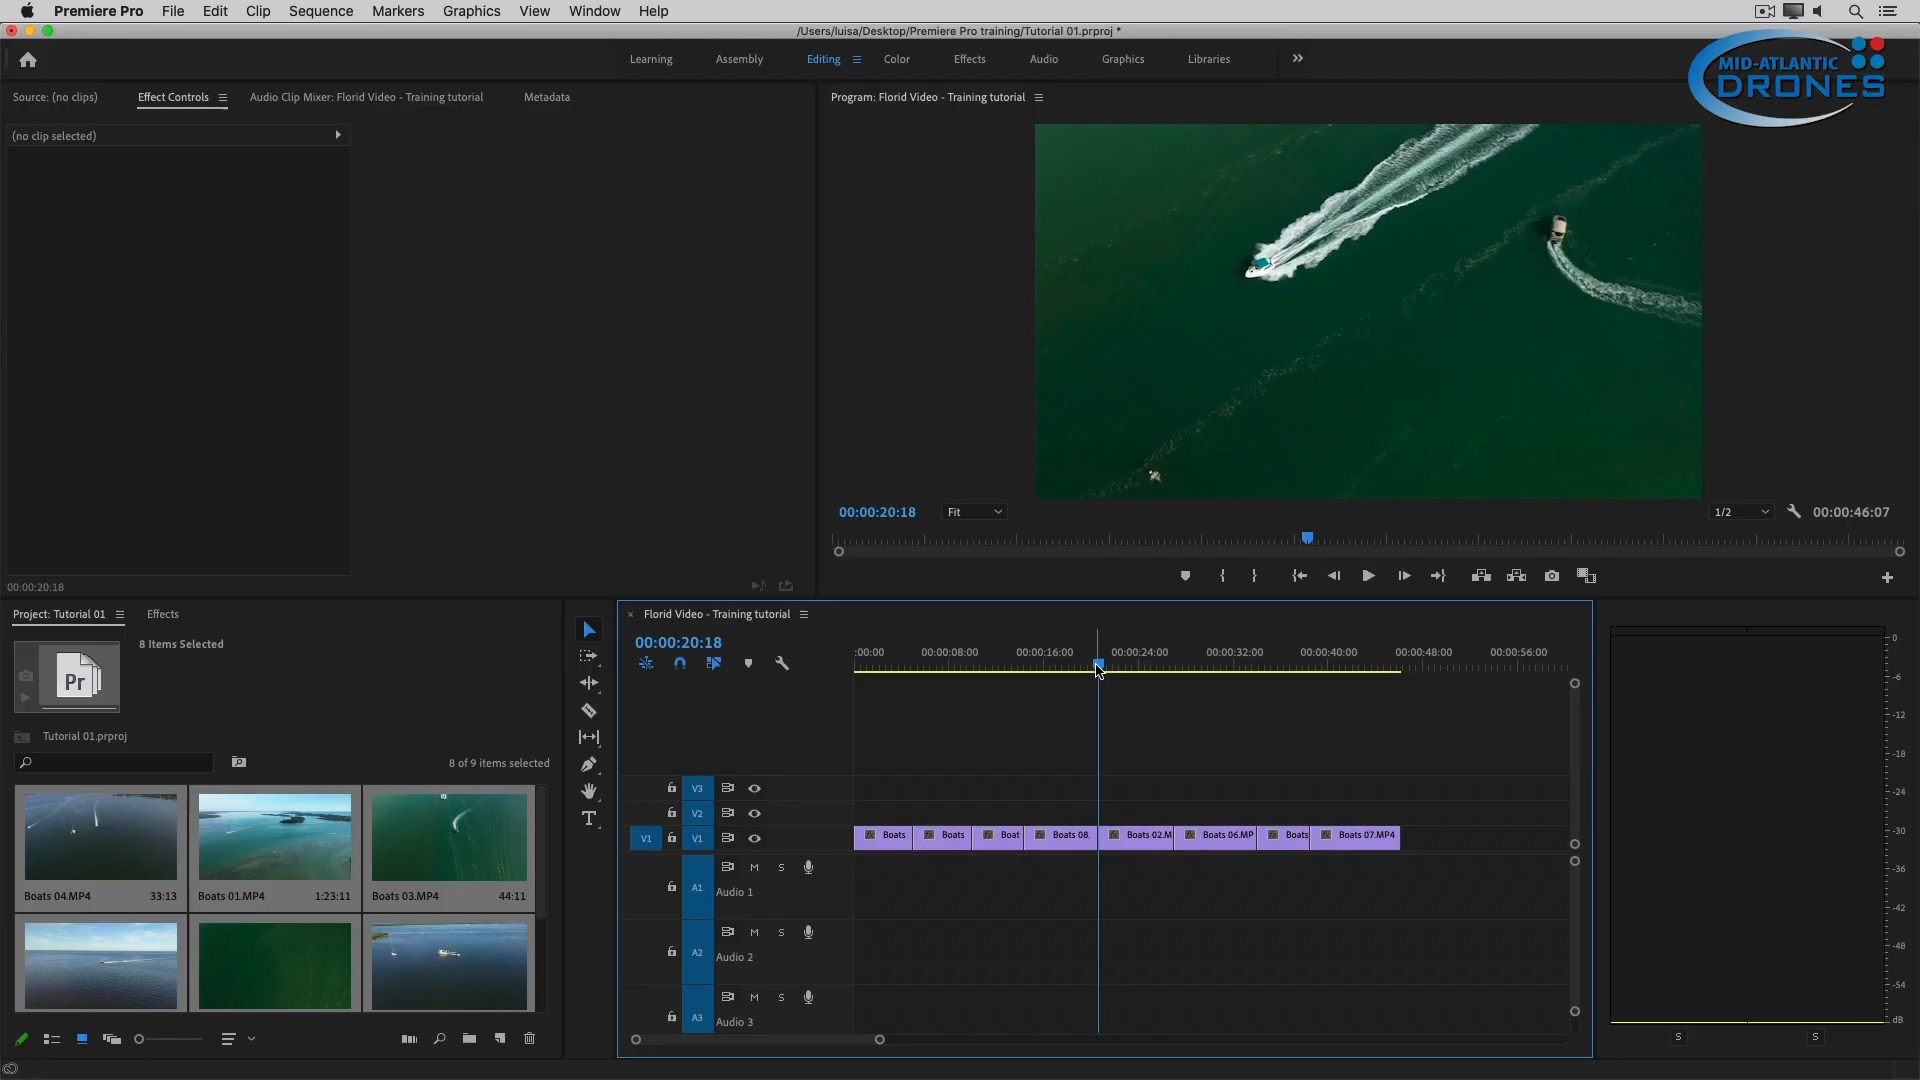 Premiere Pro File Edit Clip Sequence Markers Graphics View Window Help
/Users/luisa/Desktop/Premiere Pro training/Tutorial 01.prproj *
Learning Assembly Editing Color Effects Audio Graphics Libraries
MID-ATLANTIC
DRONES
Source: (no clips) Effect Controls Audio Clip Mixer: Florid Video - Training tutorial Metadata
Program: Florid Video - Training tutorial
(no clip selected)
00:00:20:18 Fit 1/2 00:00:46:07
00:00:20:18
Project: Tutorial 01 Effects
8 Items Selected
Pr
Tutorial 01.prproj
8 of 9 items selected
Boats 04.MP4 33:13
Boats 01.MP4 1:23:11
Boats 03.MP4 44:11
Florid Video - Training tutorial
00:00:20:18
:00:00 00:00:08:00 00:00:16:00 00:00:24:00 00:00:32:00 00:00:40:00 00:00:48:00 00:00:56:00
V3
V2
V1 V1 Boats Boats Boat Boats 08. Boats 02.M Boats 06.MP Boats Boats 07.MP4
M S
A1
Audio 1
M S
A2
Audio 2
M S
A3
Audio 3
0
-6
-12
-18
-24
-30
-36
-42
-48
-54
dB
S S